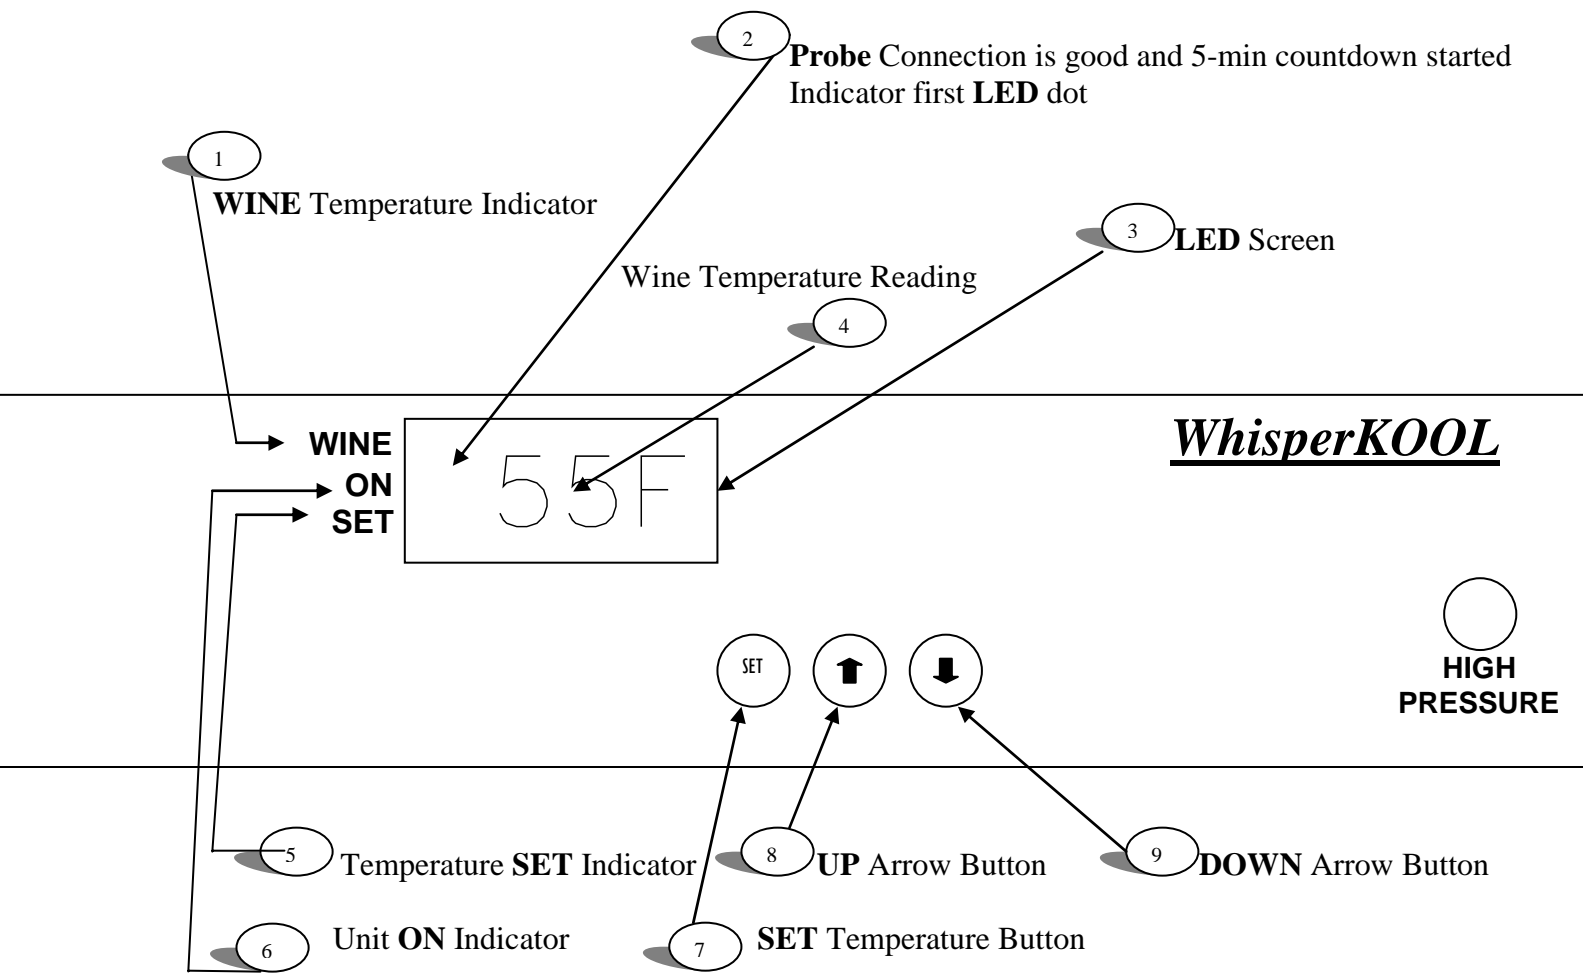 2
Probe Connection is good and 5-min countdown started
Indicator first LED dot
1
WINE Temperature Indicator
3
LED Screen
Wine Temperature Reading
4
WINE
ON
SET
55F
WhisperKOOL
SET
HIGH
PRESSURE
5
Temperature SET Indicator
8
UP Arrow Button
9
DOWN Arrow Button
6
Unit ON Indicator
7
SET Temperature Button